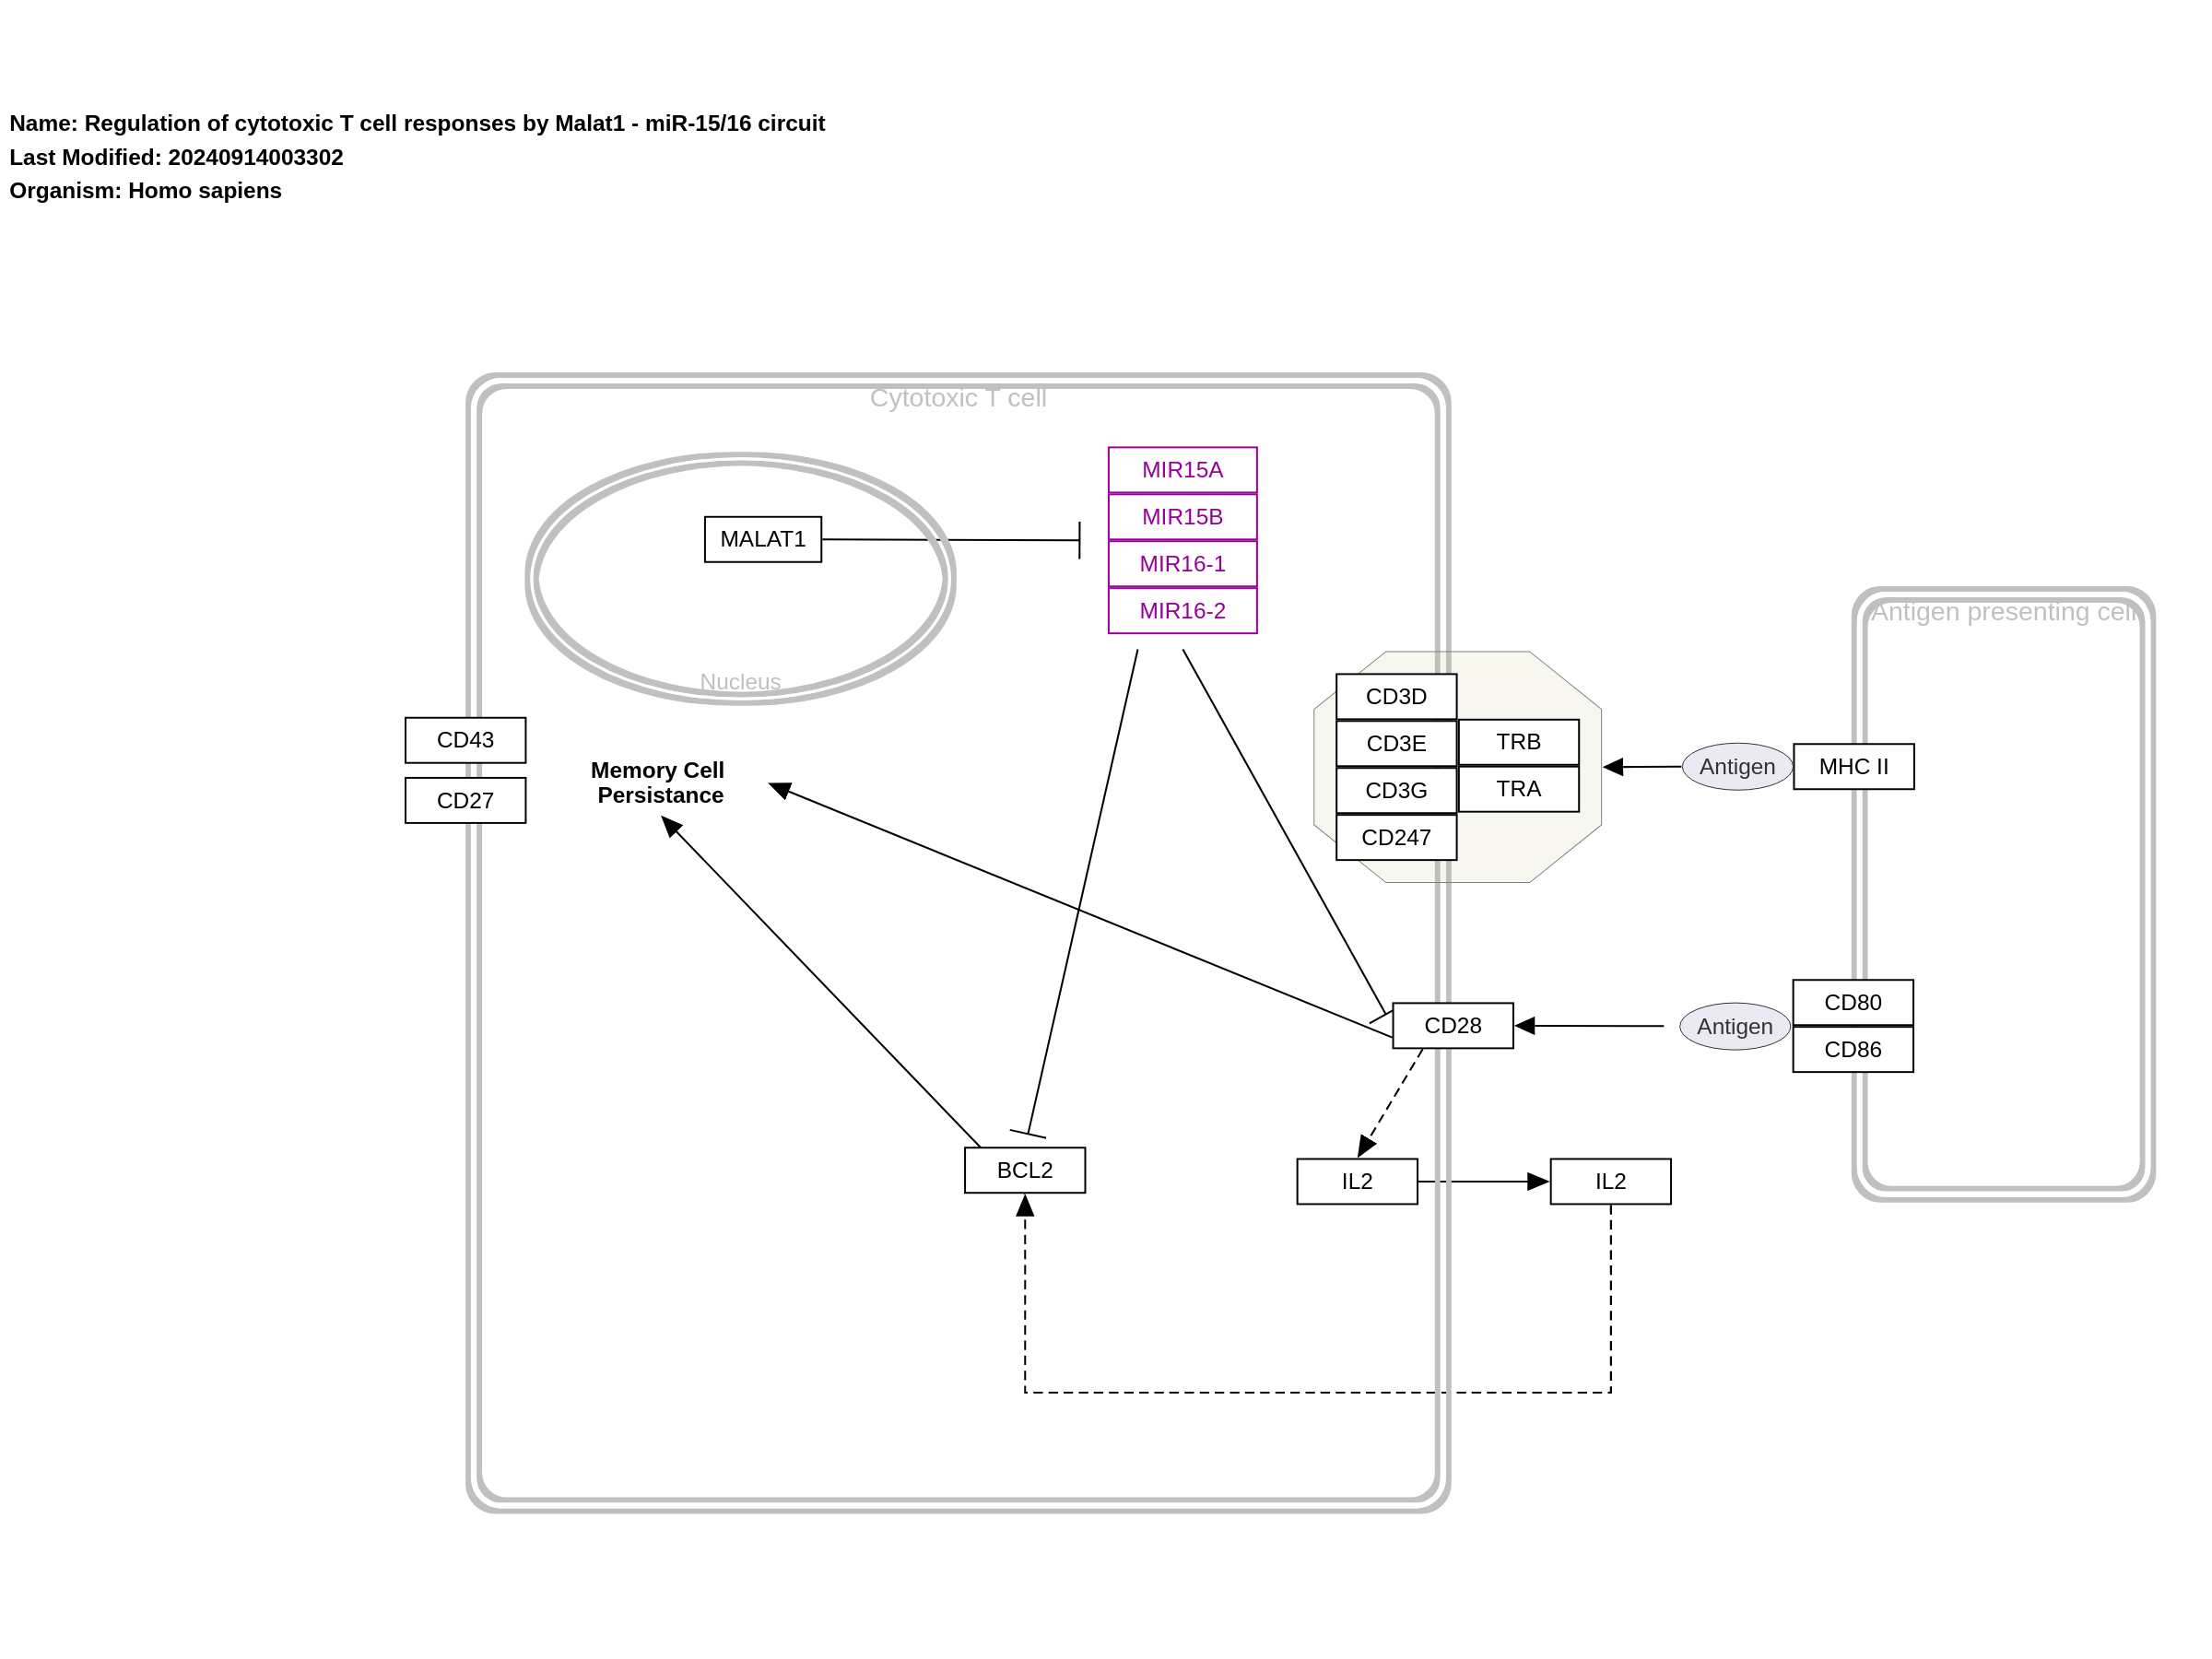 Name: Regulation of cytotoxic T cell responses by Malat1 - miR-15/16 circuit
Last Modified: 20240914003302
Organism: Homo sapiens
Cytotoxic T cell
MIR15A
MIR15B
MALAT1
MIR16-1
MIR16-2
Antigen presenting cell
Nucleus
CD3D
CD43
CD3E
TRB
Memory Cell
Persistance
Antigen
MHC II
CD3G
TRA
CD27
CD247
CD80
CD28
Antigen
CD86
BCL2
IL2
IL2